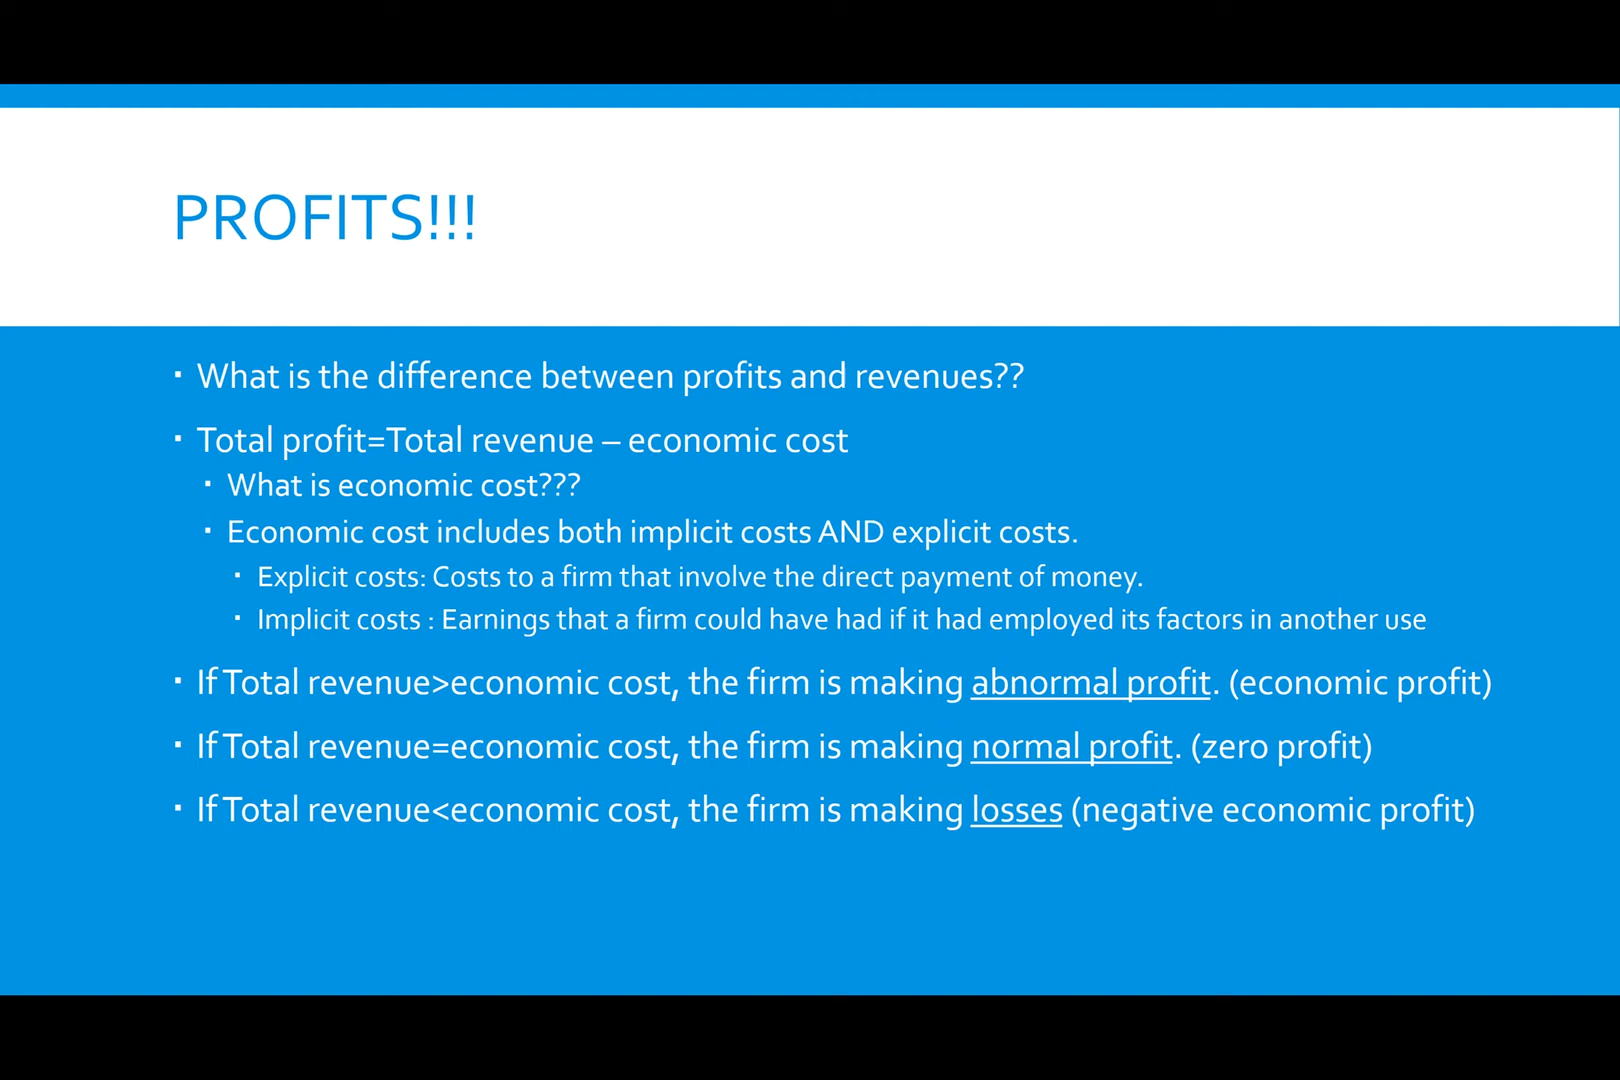 PROFITS!!!
▪ What is the difference between profits and revenues??
▪ Total profit=Total revenue – economic cost
▪ What is economic cost???
▪ Economic cost includes both implicit costs AND explicit costs.
▪ Explicit costs: Costs to a firm that involve the direct payment of money.
▪ Implicit costs : Earnings that a firm could have had if it had employed its factors in another use
▪ If Total revenue>economic cost, the firm is making abnormal profit. (economic profit)
▪ If Total revenue=economic cost, the firm is making normal profit. (zero profit)
▪ If Total revenue<economic cost, the firm is making losses (negative economic profit)